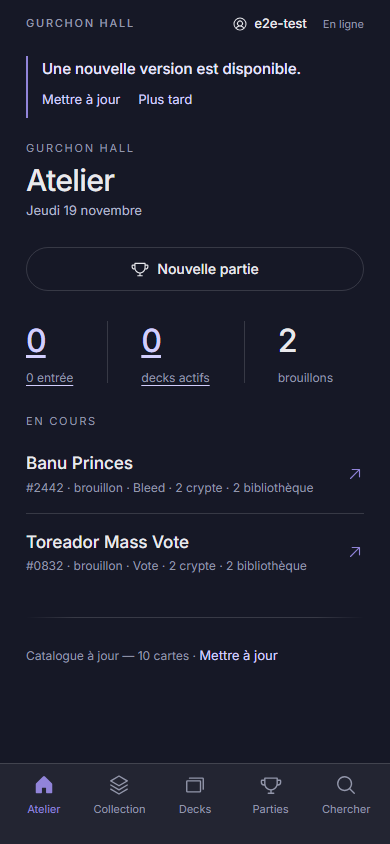 GURCHON HALL
e2e-test
En ligne
Une nouvelle version est disponible.
Mettre à jour Plus tard
GURCHON HALL
Atelier
Jeudi 19 novembre
Nouvelle partie
0 0 2
0 entrée decks actifs brouillons
EN COURS
Banu Princes
#2442 · brouillon · Bleed · 2 crypte · 2 bibliothèque
Toreador Mass Vote
#0832 · brouillon · Vote · 2 crypte · 2 bibliothèque
Catalogue à jour — 10 cartes · Mettre à jour
Atelier Collection Decks Parties Chercher